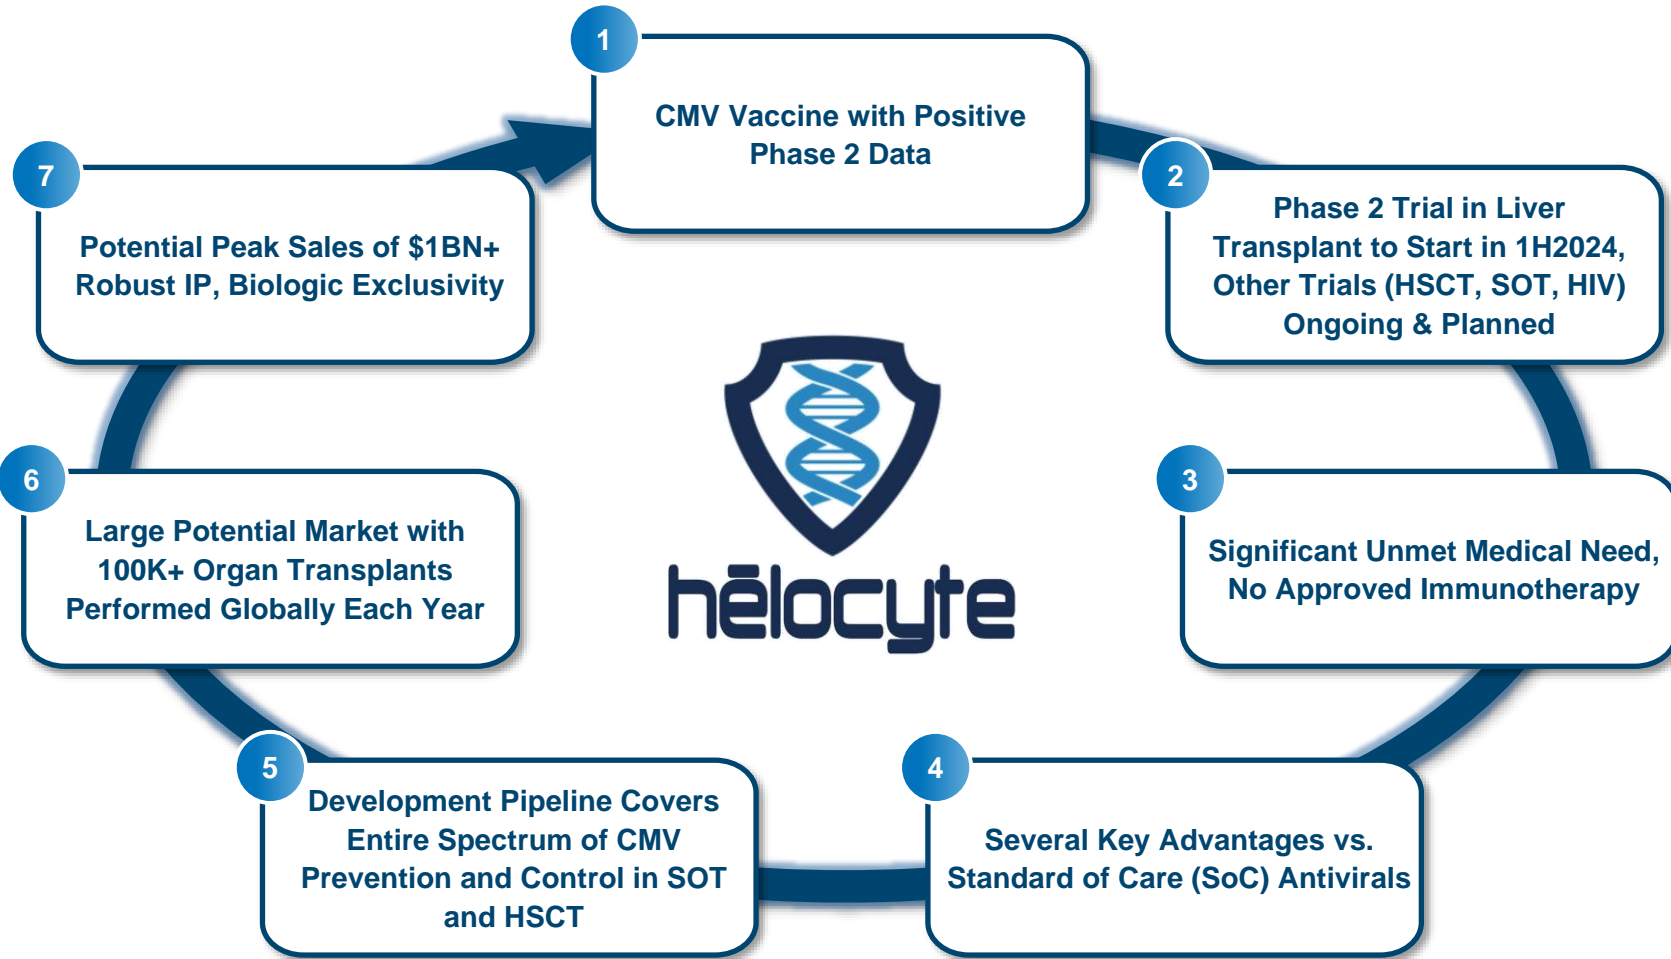 1
CMV Vaccine with Positive
Phase 2 Data
2
Phase 2 Trial in Liver
Transplant to Start in 1H2024,
Other Trials (HSCT, SOT, HIV)
Ongoing & Planned
3
Significant Unmet Medical Need,
No Approved Immunotherapy
4
Several Key Advantages vs.
Standard of Care (SoC) Antivirals
5
Development Pipeline Covers
Entire Spectrum of CMV
Prevention and Control in SOT
and HSCT
6
Large Potential Market with
100K+ Organ Transplants
Performed Globally Each Year
7
Potential Peak Sales of $1BN+
Robust IP, Biologic Exclusivity
hēlocyte